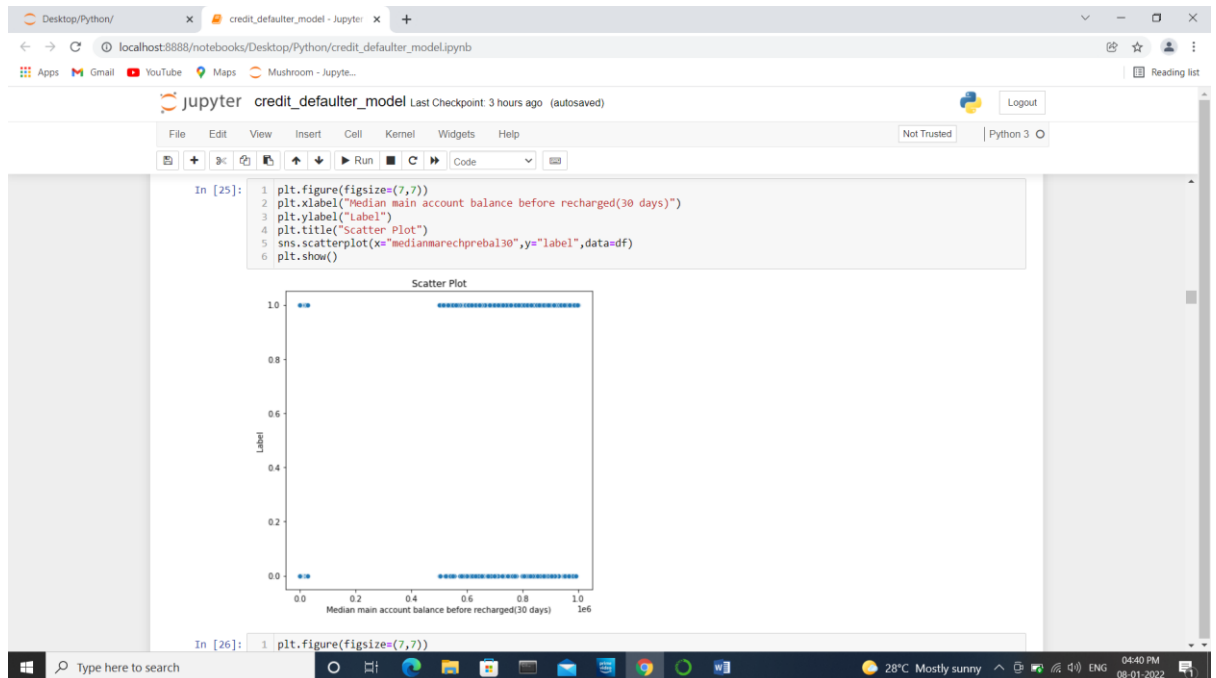 Desktop/Python/
credit_defaulter_model - Jupyter
localhost:8888/notebooks/Desktop/Python/credit_defaulter_model.ipynb
Apps Gmail YouTube Maps Mushroom - Jupyte... Reading list
jupyter credit_defaulter_model Last Checkpoint: 3 hours ago (autosaved)
Logout
File Edit View Insert Cell Kernel Widgets Help Not Trusted Python 3
Run Code
In [25]:
1 plt.figure(figsize=(7,7))
2 plt.xlabel("Median main account balance before recharged(30 days)")
3 plt.ylabel("Label")
4 plt.title("Scatter Plot")
5 sns.scatterplot(x="medianmarechprebal30",y="label",data=df)
6 plt.show()
Scatter Plot
1.0
0.8
0.6
Label
0.4
0.2
0.0
0.0 0.2 0.4 0.6 0.8 1.0
Median main account balance before recharged(30 days) 1e6
In [26]: 1 plt.figure(figsize=(7,7))
Type here to search
28°C Mostly sunny ENG
04:40 PM
08-01-2022